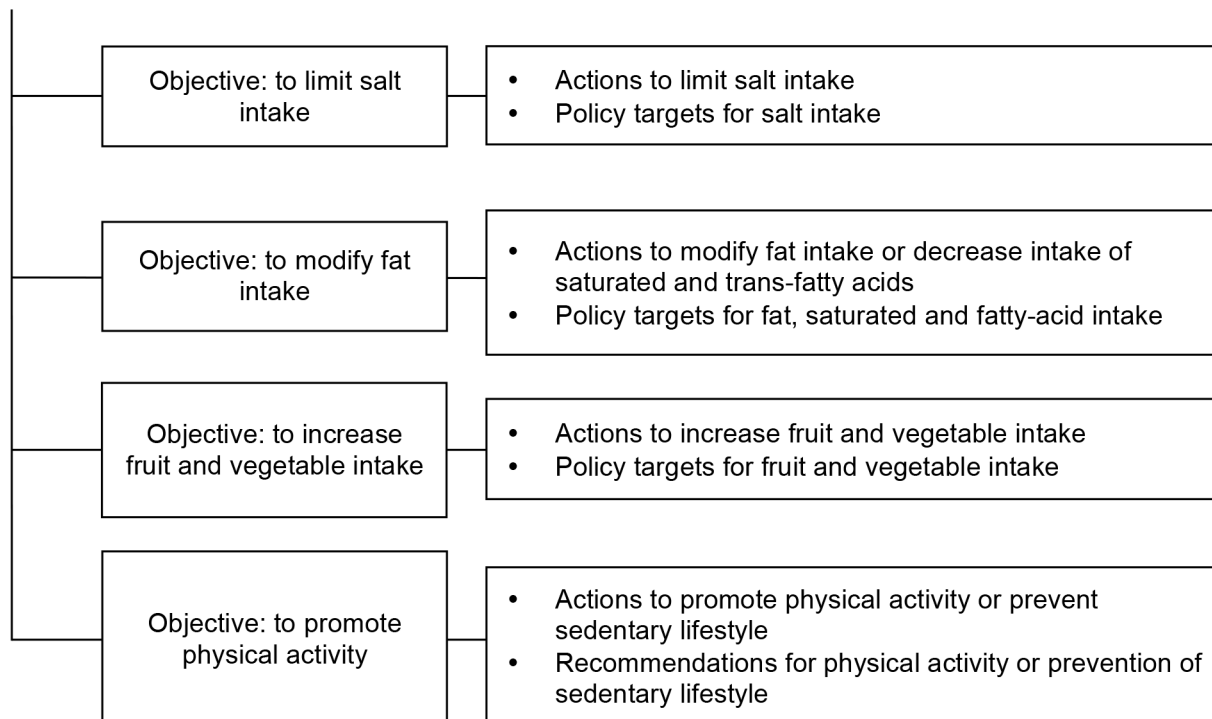 Objective: to limit salt
intake
• Actions to limit salt intake
• Policy targets for salt intake
Objective: to modify fat
intake
• Actions to modify fat intake or decrease intake of
saturated and trans-fatty acids
• Policy targets for fat, saturated and fatty-acid intake
Objective: to increase
fruit and vegetable intake
• Actions to increase fruit and vegetable intake
• Policy targets for fruit and vegetable intake
Objective: to promote
physical activity
• Actions to promote physical activity or prevent
sedentary lifestyle
• Recommendations for physical activity or prevention of
sedentary lifestyle